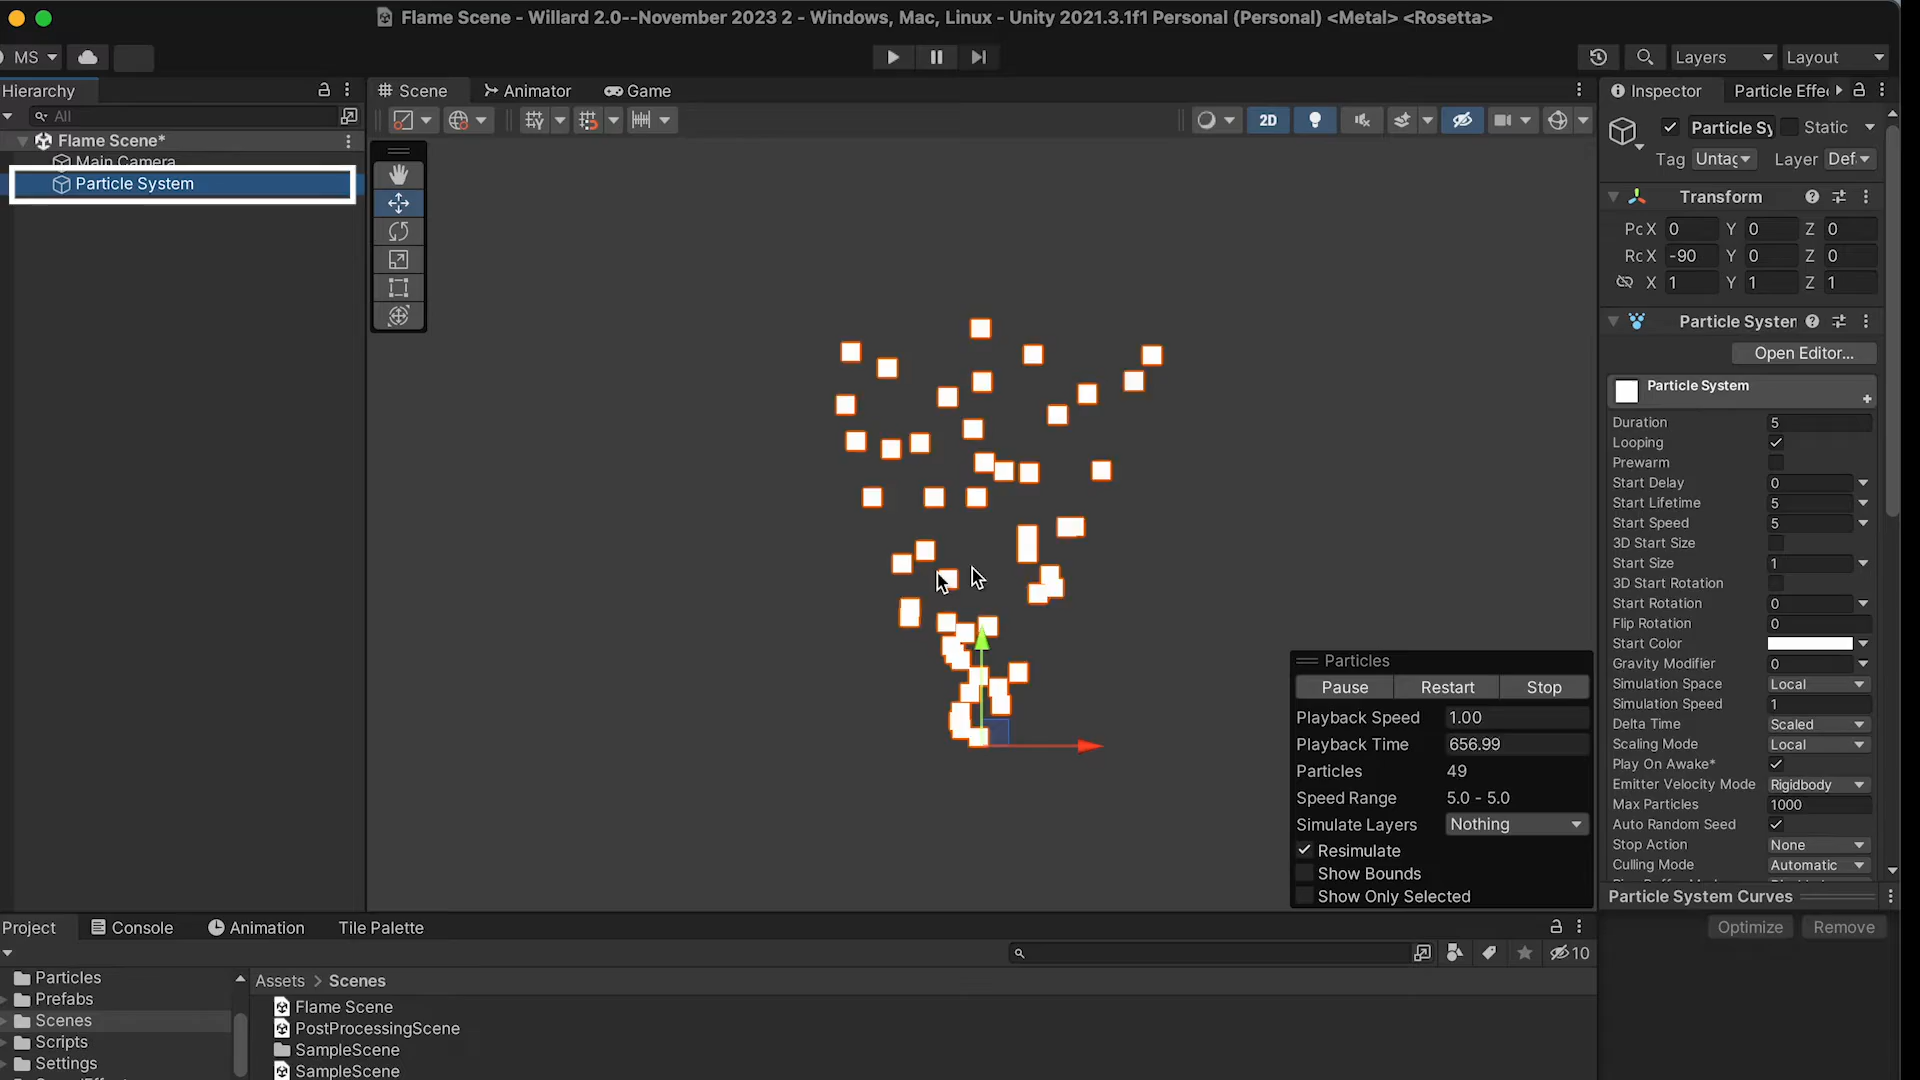 Flame Scene - Willard 2.0--November 2023 2 - Windows, Mac, Linux - Unity 2021.3.1f1 Personal (Personal) <Metal> <Rosetta>
MS
Layers
Layout
Hierarchy
Scene
Animator
Game
Inspector
Particle Effec
All
2D
Flame Scene*
Main Camera
Particle System
Particle Sy
Static
Tag
Untag
Layer
Def
Transform
Pc X 0 Y 0 Z 0
Rc X -90 Y 0 Z 0
X 1 Y 1 Z 1
Particle System
Open Editor...
Particle System
Duration 5
Looping
Prewarm
Start Delay 0
Start Lifetime 5
Start Speed 5
3D Start Size
Start Size 1
3D Start Rotation
Start Rotation 0
Flip Rotation 0
Start Color
Gravity Modifier 0
Simulation Space Local
Simulation Speed 1
Delta Time Scaled
Scaling Mode Local
Play On Awake*
Emitter Velocity Mode Rigidbody
Max Particles 1000
Auto Random Seed
Stop Action None
Culling Mode Automatic
Particle System Curves
Optimize
Remove
Particles
Pause Restart Stop
Playback Speed 1.00
Playback Time 656.99
Particles 49
Speed Range 5.0 - 5.0
Simulate Layers Nothing
Resimulate
Show Bounds
Show Only Selected
Project
Console
Animation
Tile Palette
10
Particles
Prefabs
Scenes
Scripts
Settings
Assets > Scenes
Flame Scene
PostProcessingScene
SampleScene
SampleScene